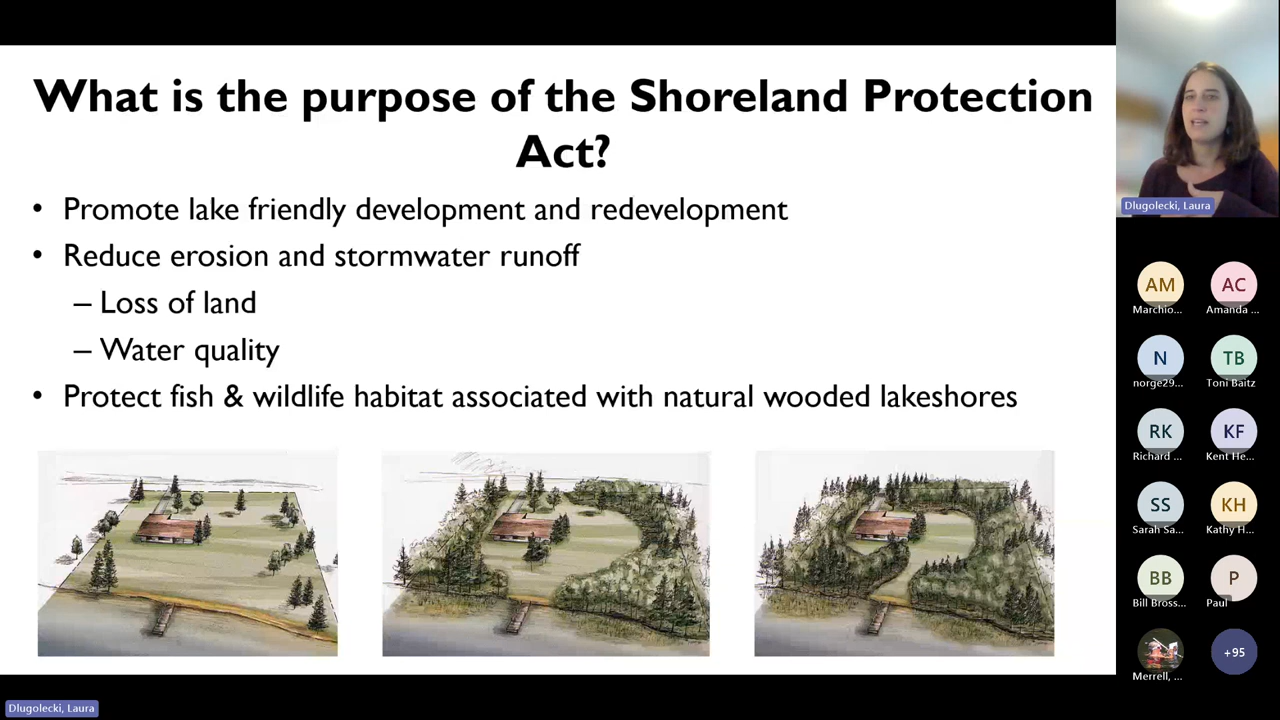 What is the purpose of the Shoreland Protection
Act?
• Promote lake friendly development and redevelopment
• Reduce erosion and stormwater runoff
– Loss of land
– Water quality
• Protect fish & wildlife habitat associated with natural wooded lakeshores
Dlugolecki, Laura
AM
Marchio...
AC
Amanda ...
N
norge29...
TB
Toni Baitz
RK
Richard ...
KF
Kent He...
SS
Sarah Sa...
KH
Kathy H...
BB
Bill Bross...
P
Paul
Merrell, ...
+95
Dlugolecki, Laura